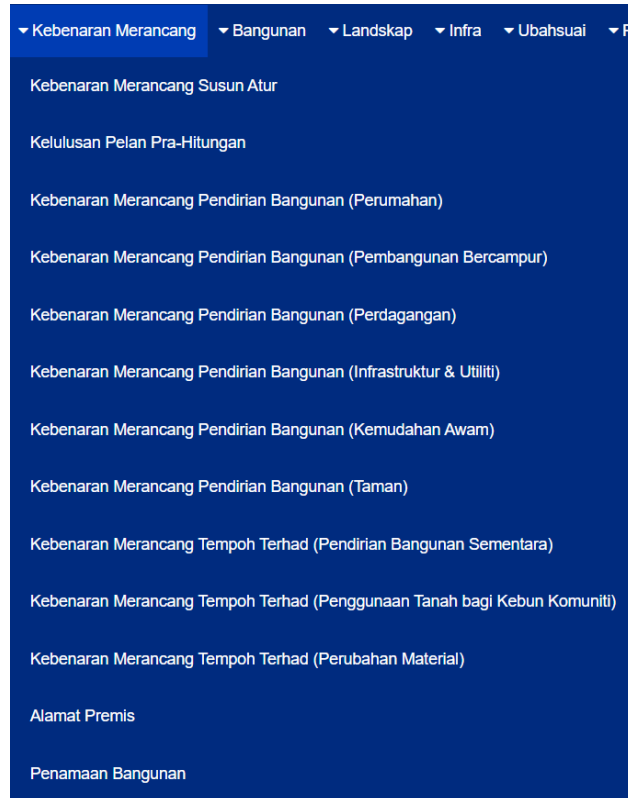 Kebenaran Merancang Bangunan Landskap Infra Ubahsuai
Kebenaran Merancang Susun Atur
Kelulusan Pelan Pra-Hitungan
Kebenaran Merancang Pendirian Bangunan (Perumahan)
Kebenaran Merancang Pendirian Bangunan (Pembangunan Bercampur)
Kebenaran Merancang Pendirian Bangunan (Perdagangan)
Kebenaran Merancang Pendirian Bangunan (Infrastruktur & Utiliti)
Kebenaran Merancang Pendirian Bangunan (Kemudahan Awam)
Kebenaran Merancang Pendirian Bangunan (Taman)
Kebenaran Merancang Tempoh Terhad (Pendirian Bangunan Sementara)
Kebenaran Merancang Tempoh Terhad (Penggunaan Tanah bagi Kebun Komuniti)
Kebenaran Merancang Tempoh Terhad (Perubahan Material)
Alamat Premis
Penamaan Bangunan